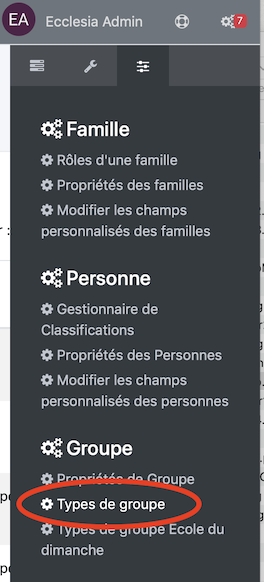 EA Ecclesia Admin 7
Famille
Rôles d'une famille
Propriétés des familles
Modifier les champs
personnalisés des familles
Personne
Gestionnaire de
Classifications
Propriétés des Personnes
Modifier les champs
personnalisés des personnes
Groupe
Propriétés de Groupe
Types de groupe
Types de groupe École du
dimanche